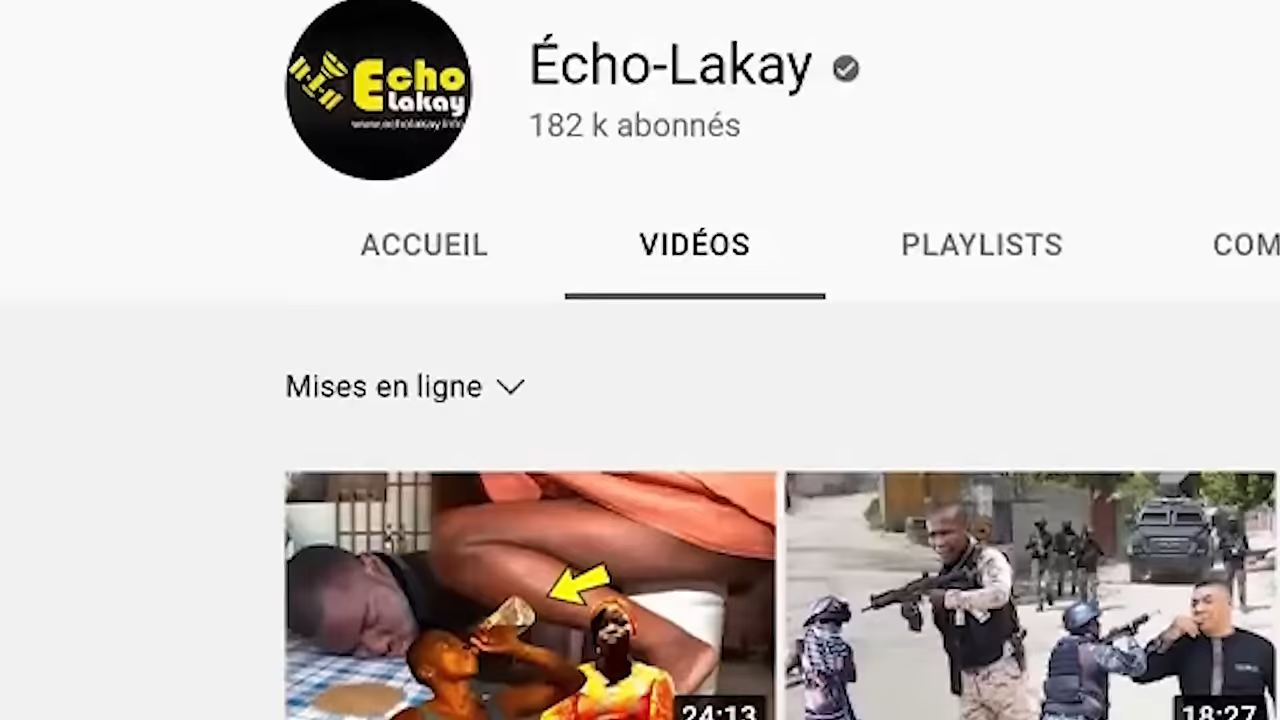 Echo
Lakay
Écho-Lakay
182 k abonnés
ACCUEIL
VIDÉOS
PLAYLISTS
COM
Mises en ligne
24:13
18:27